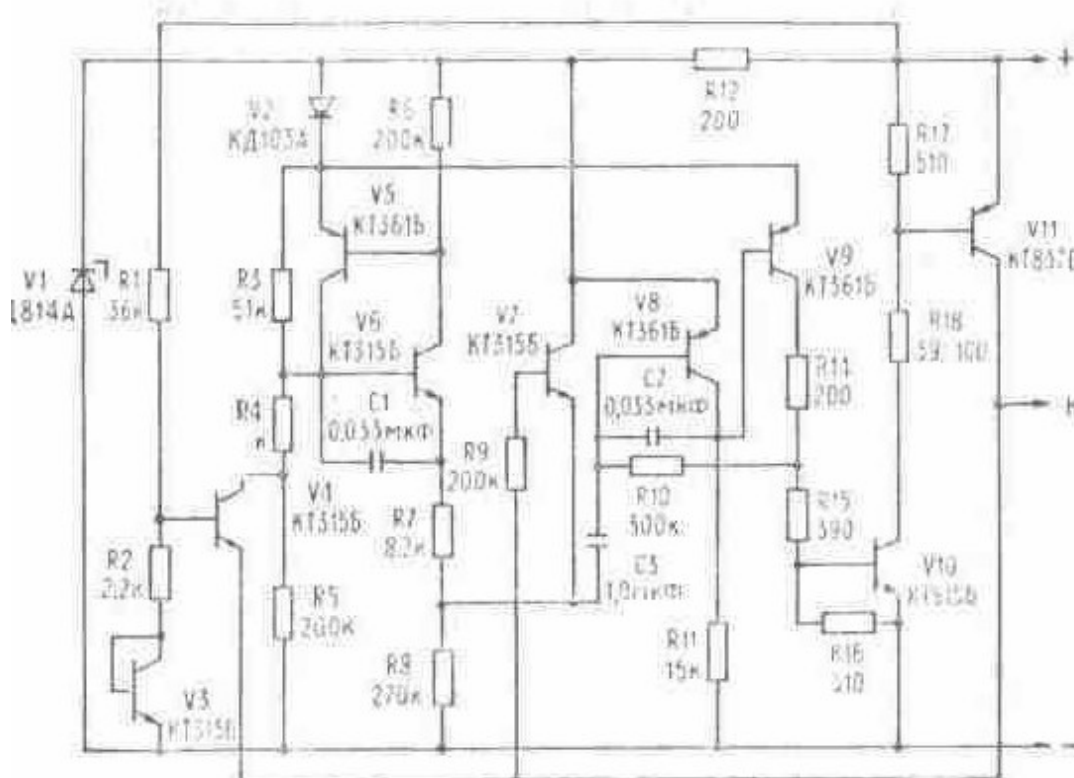 V2
КД103А
R6
200к
R12
200
+
R17
510
V5
КТ361Б
V1
Д814А
R1
36к
R3
51к
V6
КТ315Б
V7
КТ315Б
V8
КТ361Б
V9
КТ361Б
V11
R18
C1
0,033мкФ
C2
0,033мкФ
200
R4
R9
200к
R10
300к
V4
КТ315Б
R7
8,2к
R15
390
C3
1,0мкФ
V10
R2
2,2к
R5
200к
R11
15к
R16
510
R8
270к
V3
КТ315Б